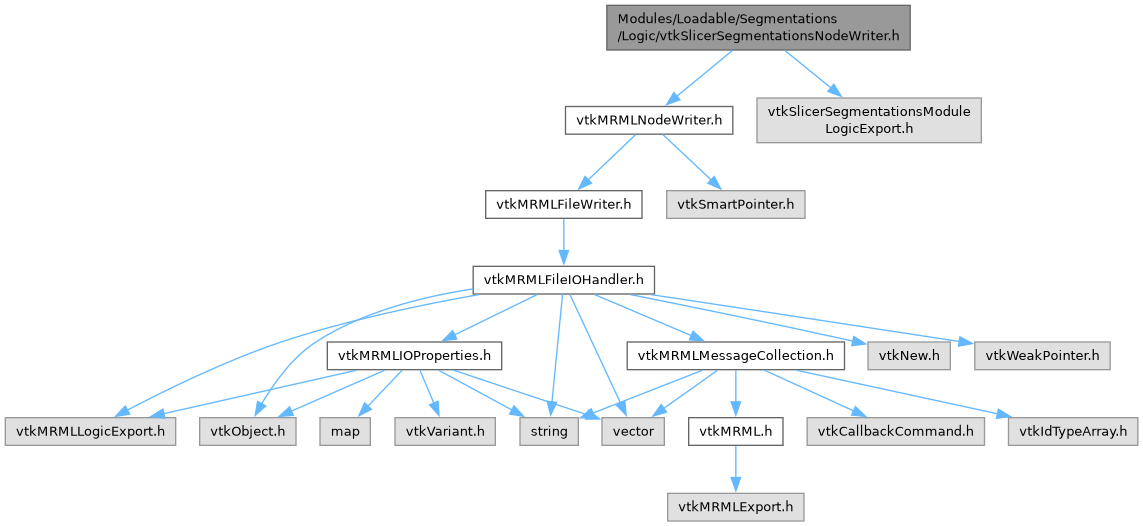 Modules/Loadable/Segmentations
/Logic/vtkSlicerSegmentationsNodeWriter.h
vtkMRMLNodeWriter.h
vtkSlicerSegmentationsModule
LogicExport.h
vtkMRMLFileWriter.h
vtkSmartPointer.h
vtkMRMLFileIOHandler.h
vtkMRMLIOProperties.h
vtkMRMLMessageCollection.h
vtkNew.h
vtkWeakPointer.h
vtkMRMLLogicExport.h
vtkObject.h
map
vtkVariant.h
string
vector
vtkMRML.h
vtkCallbackCommand.h
vtkIdTypeArray.h
vtkMRMLExport.h